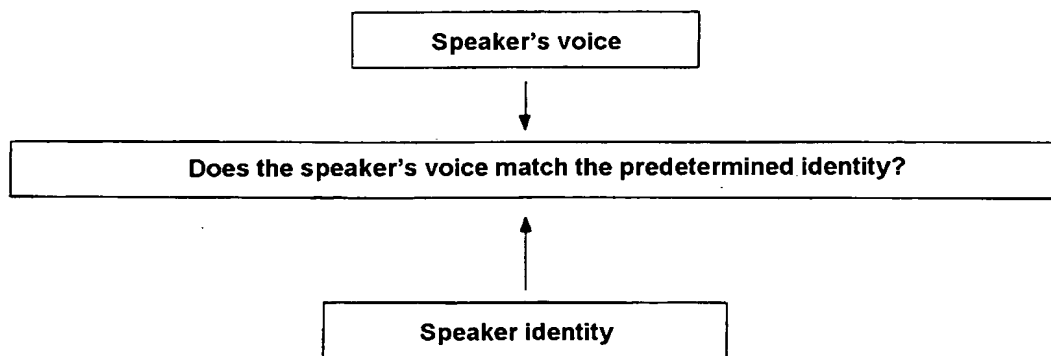 Speaker's voice
Does the speaker's voice match the predetermined identity?
Speaker identity